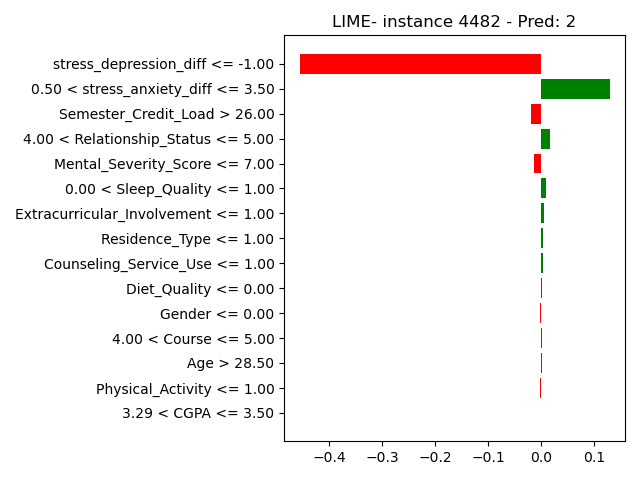 LIME- instance 4482 - Pred: 2
stress_depression_diff <= -1.00
0.50 < stress_anxiety_diff <= 3.50
Semester_Credit_Load > 26.00
4.00 < Relationship_Status <= 5.00
Mental_Severity_Score <= 7.00
0.00 < Sleep_Quality <= 1.00
Extracurricular_Involvement <= 1.00
Residence_Type <= 1.00
Counseling_Service_Use <= 1.00
Diet_Quality <= 0.00
Gender <= 0.00
4.00 < Course <= 5.00
Age > 28.50
Physical_Activity <= 1.00
3.29 < CGPA <= 3.50
−0.4 −0.3 −0.2 −0.1 0.0 0.1